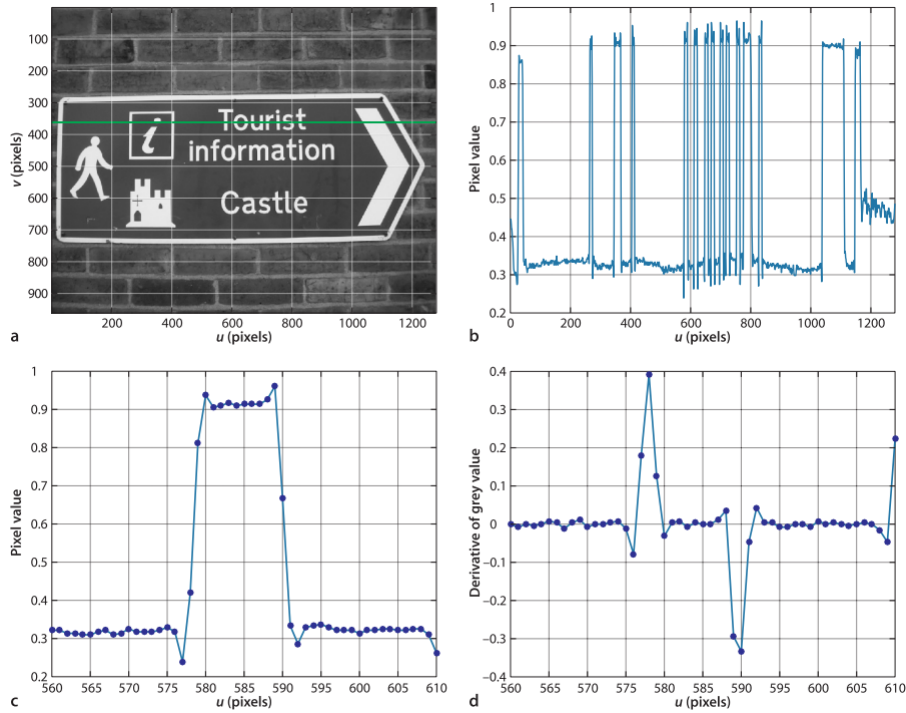 100
200
300
400
500
600
700
800
900
v (pixels)
i
Tourist
information
Castle
200 400 600 800 1000 1200
u (pixels)
a
1
0.9
0.8
0.7
0.6
0.5
0.4
0.3
0.2
Pixel value
0 200 400 600 800 1000 1200
u (pixels)
b
1
0.9
0.8
0.7
0.6
0.5
0.4
0.3
0.2
Pixel value
560 565 570 575 580 585 590 595 600 605 610
u (pixels)
c
0.4
0.3
0.2
0.1
0
−0.1
−0.2
−0.3
−0.4
Derivative of grey value
560 565 570 575 580 585 590 595 600 605 610
u (pixels)
d